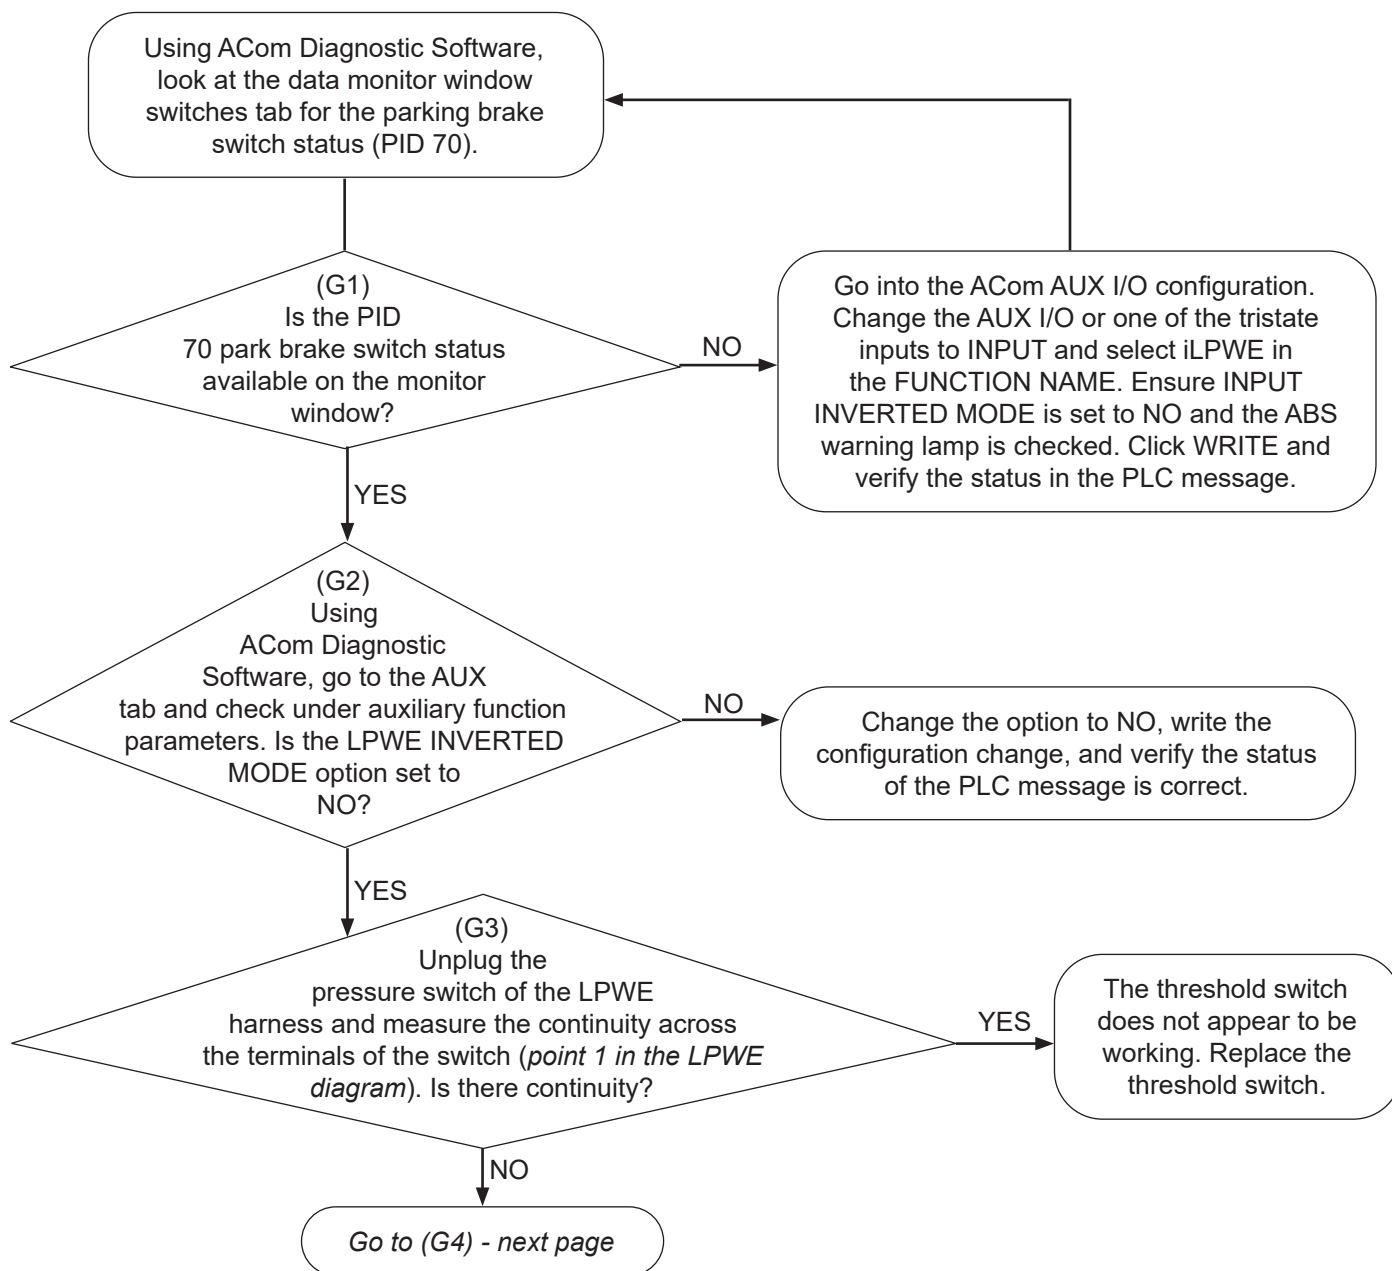 Using ACom Diagnostic Software,
look at the data monitor window
switches tab for the parking brake
switch status (PID 70).
(G1)
Is the PID
70 park brake switch status
available on the monitor
window?
NO
Go into the ACom AUX I/O configuration.
Change the AUX I/O or one of the tristate
inputs to INPUT and select iLPWE in
the FUNCTION NAME. Ensure INPUT
INVERTED MODE is set to NO and the ABS
warning lamp is checked. Click WRITE and
verify the status in the PLC message.
YES
(G2)
Using
ACom Diagnostic
Software, go to the AUX
tab and check under auxiliary function
parameters. Is the LPWE INVERTED
MODE option set to
NO?
NO
Change the option to NO, write the
configuration change, and verify the status
of the PLC message is correct.
YES
(G3)
Unplug the
pressure switch of the LPWE
harness and measure the continuity across
the terminals of the switch (point 1 in the LPWE
diagram). Is there continuity?
YES
The threshold switch
does not appear to be
working. Replace the
threshold switch.
NO
Go to (G4) - next page